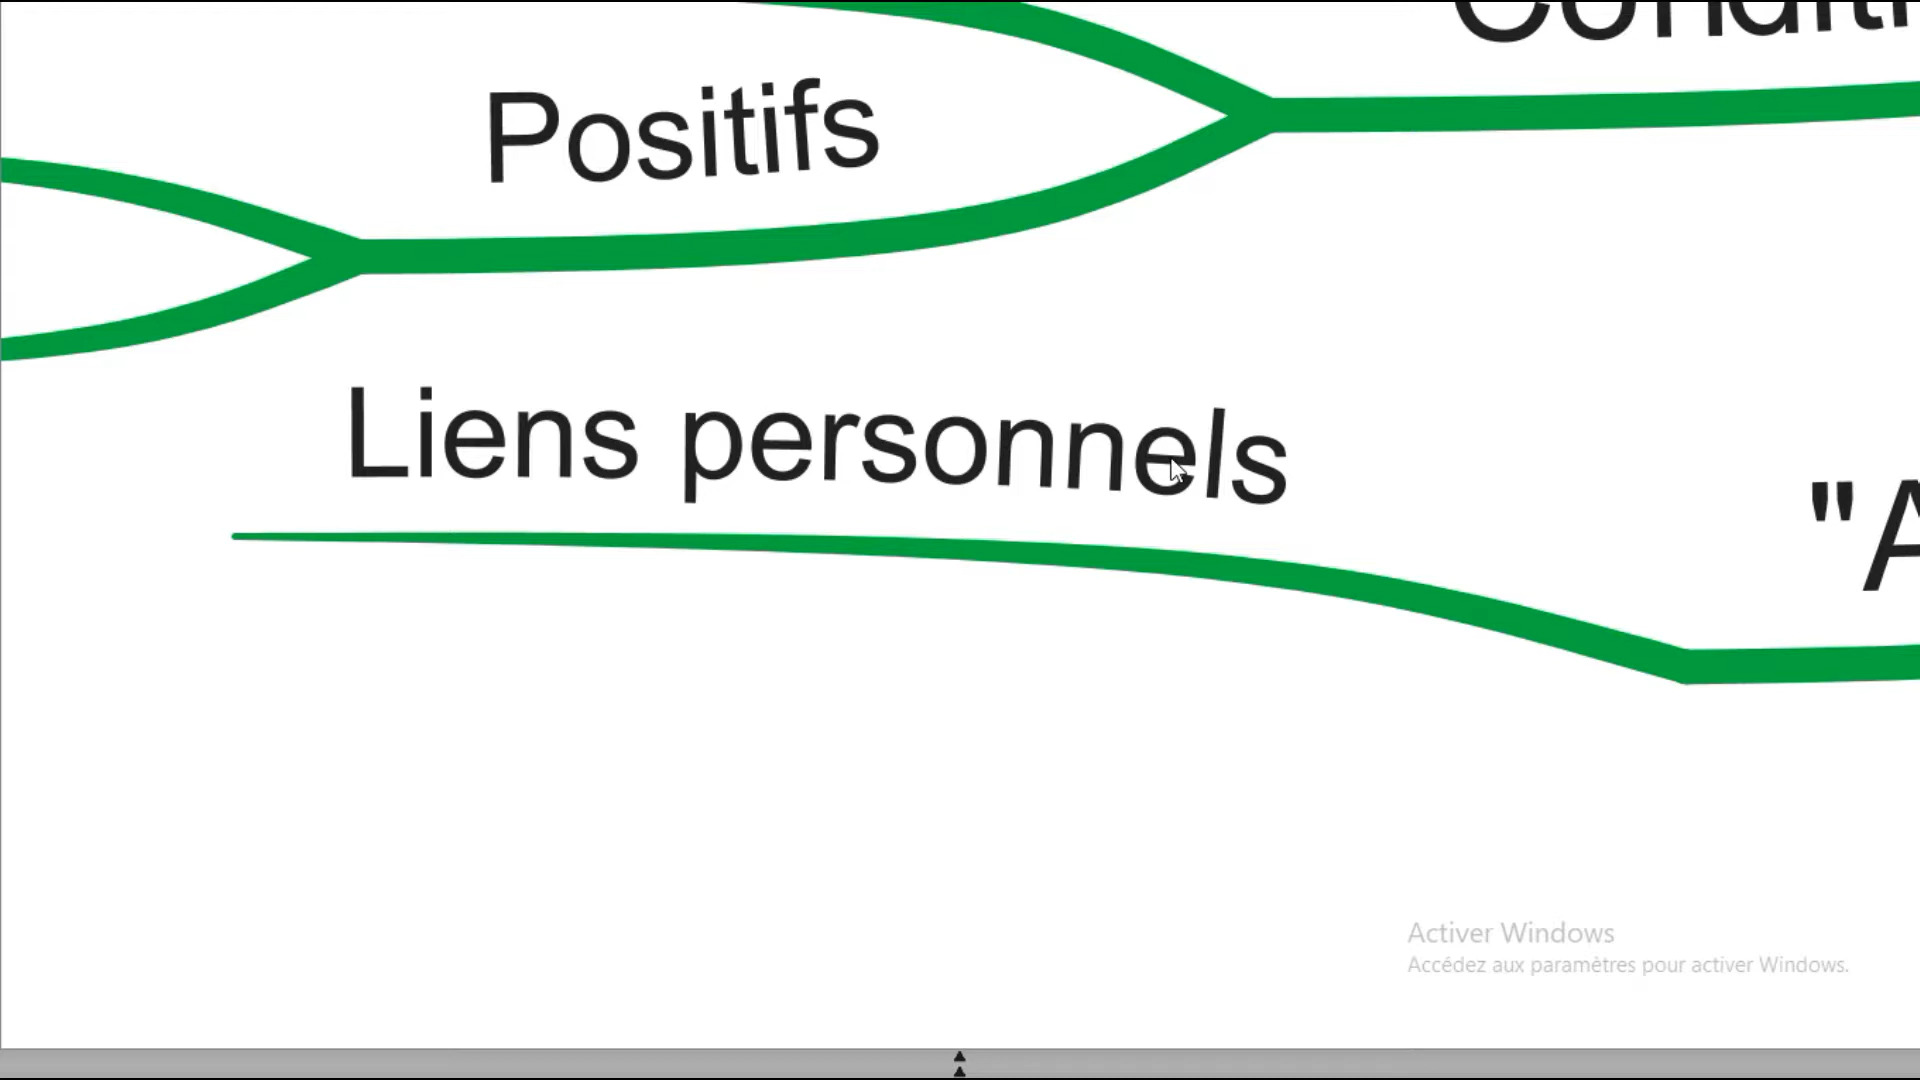 Positifs
Liens personnels
Activer Windows
Accédez aux paramètres pour activer Windows.